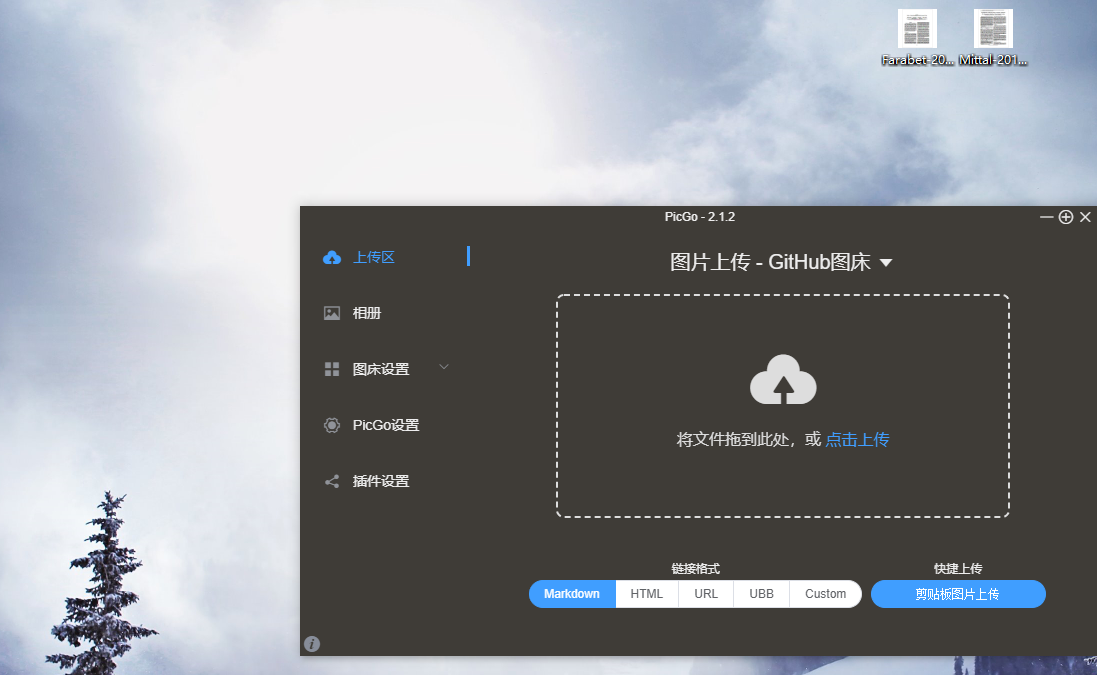 Farabet-20...
Mittal-201...
PicGo - 2.1.2
上传区
图片上传 - GitHub图床
相册
图床设置
PicGo设置
插件设置
将文件拖到此处，或 点击上传
链接格式
快捷上传
Markdown HTML URL UBB Custom
剪贴板图片上传